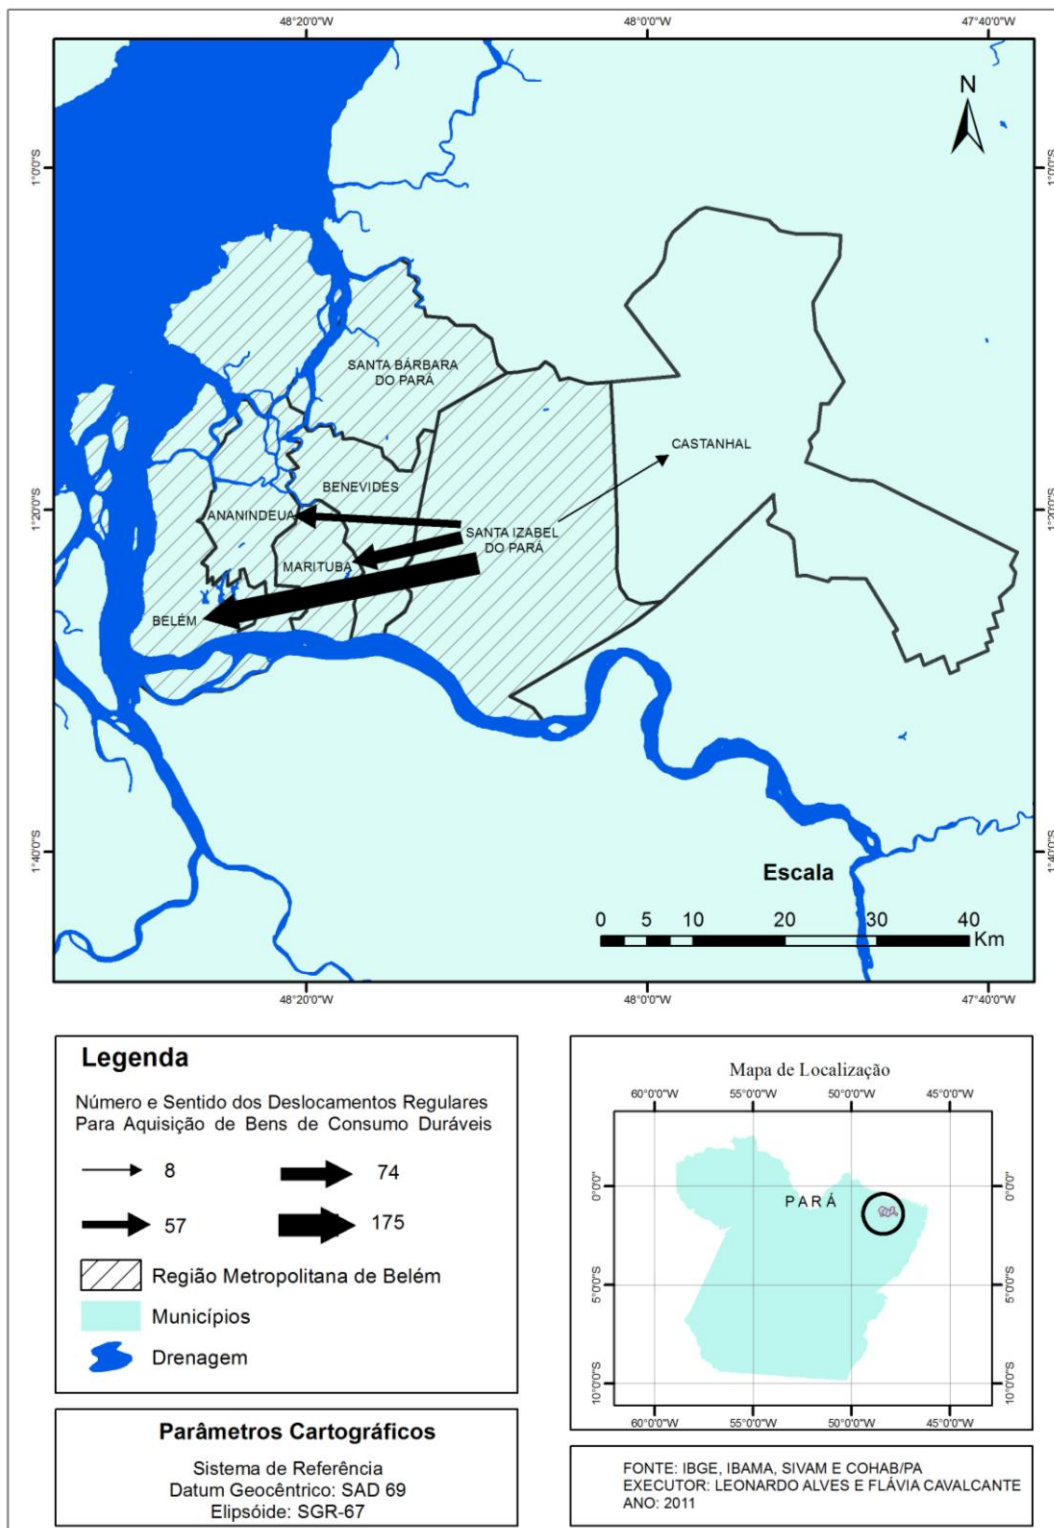 48°20'0"W
48°0'0"W
47°40'0"W
N
1°0'0"S
1°0'0"S
SANTA BÁRBARA
DO PARÁ
CASTANHAL
BENEVIDES
1°20'0"S
1°20'0"S
ANANINDEUA
SANTA IZABEL
DO PARÁ
MARITUBA
BELÉM
1°40'0"S
1°40'0"S
Escala
0 5 10 20 30 40
Km
48°20'0"W
48°0'0"W
47°40'0"W
Legenda
Número e Sentido dos Deslocamentos Regulares
Para Aquisição de Bens de Consumo Duráveis
8
74
57
175
Região Metropolitana de Belém
Municípios
Drenagem
Mapa de Localização
60°0'0"W 55°0'0"W 50°0'0"W 45°0'0"W
0°0'0"
0°0'0"
PARÁ
5°0'0"S
5°0'0"S
10°0'0"S
10°0'0"S
60°0'0"W 55°0'0"W 50°0'0"W 45°0'0"W
Parâmetros Cartográficos
Sistema de Referência
Datum Geocêntrico: SAD 69
Elipsóide: SGR-67
FONTE: IBGE, IBAMA, SIVAM E COHAB/PA
EXECUTOR: LEONARDO ALVES E FLÁVIA CAVALCANTE
ANO: 2011